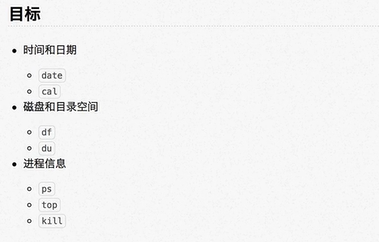 目标
时间和日期
date
cal
磁盘和目录空间
df
du
进程信息
ps
top
kill